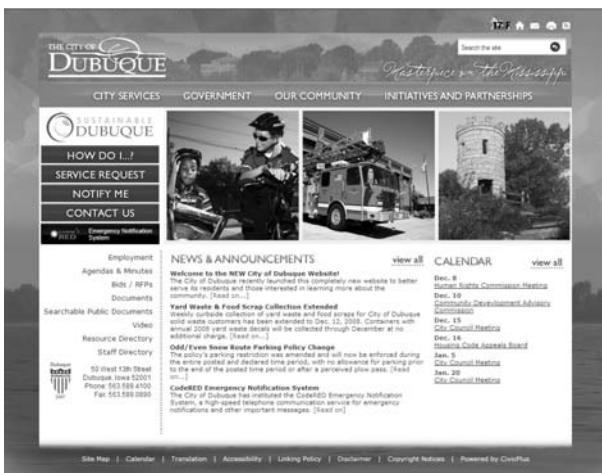 17°F
Search the site
THE CITY OF
DUBUQUE
Masterpiece on the Mississippi
CITY SERVICES GOVERNMENT OUR COMMUNITY INITIATIVES AND PARTNERSHIPS
SUSTAINABLE
DUBUQUE
HOW DO I...?
SERVICE REQUEST
NOTIFY ME
CONTACT US
RED Emergency Notification
System
Employment
Agendas & Minutes
Bids / RFPs
Documents
Searchable Public Documents
Video
Resource Directory
Staff Directory
Dubuque
50 West 13th Street
Dubuque, Iowa 52001
Phone: 563.589.4100
Fax: 563.589.0890
2007
NEWS & ANNOUNCEMENTS view all
Welcome to the NEW City of Dubuque Website!
The City of Dubuque recently launched this completely new website to better
serve its residents and those interested in learning more about the
community. [Read on...]
Yard Waste & Food Scrap Collection Extended
Weekly curbside collection of yard waste and food scraps for City of Dubuque
solid waste customers has been extended to Dec. 12, 2008. Containers with
annual 2008 yard waste decals will be collected through December at no
additional charge. [Read on...]
Odd/Even Snow Route Parking Policy Change
The policy's parking restriction was amended and will now be enforced during
the entire posted and declared time period, with no allowance for parking prior
to the end of the posted time period or after a perceived plow pass. [Read
on...]
CodeRED Emergency Notification System
The City of Dubuque has instituted the CodeRED Emergency Notification
System, a high-speed telephone communication service for emergency
notifications and other important messages. [Read on]
CALENDAR view all
Dec. 8
Human Rights Commission Meeting
Dec. 10
Community Development Advisory
Commission
Dec. 15
City Council Meeting
Dec. 16
Housing Code Appeals Board
Jan. 5
City Council Meeting
Jan. 20
City Council Meeting
Site Map | Calendar | Translation | Accessibility | Linking Policy | Disclaimer | Copyright Notices | Powered by CivicPlus